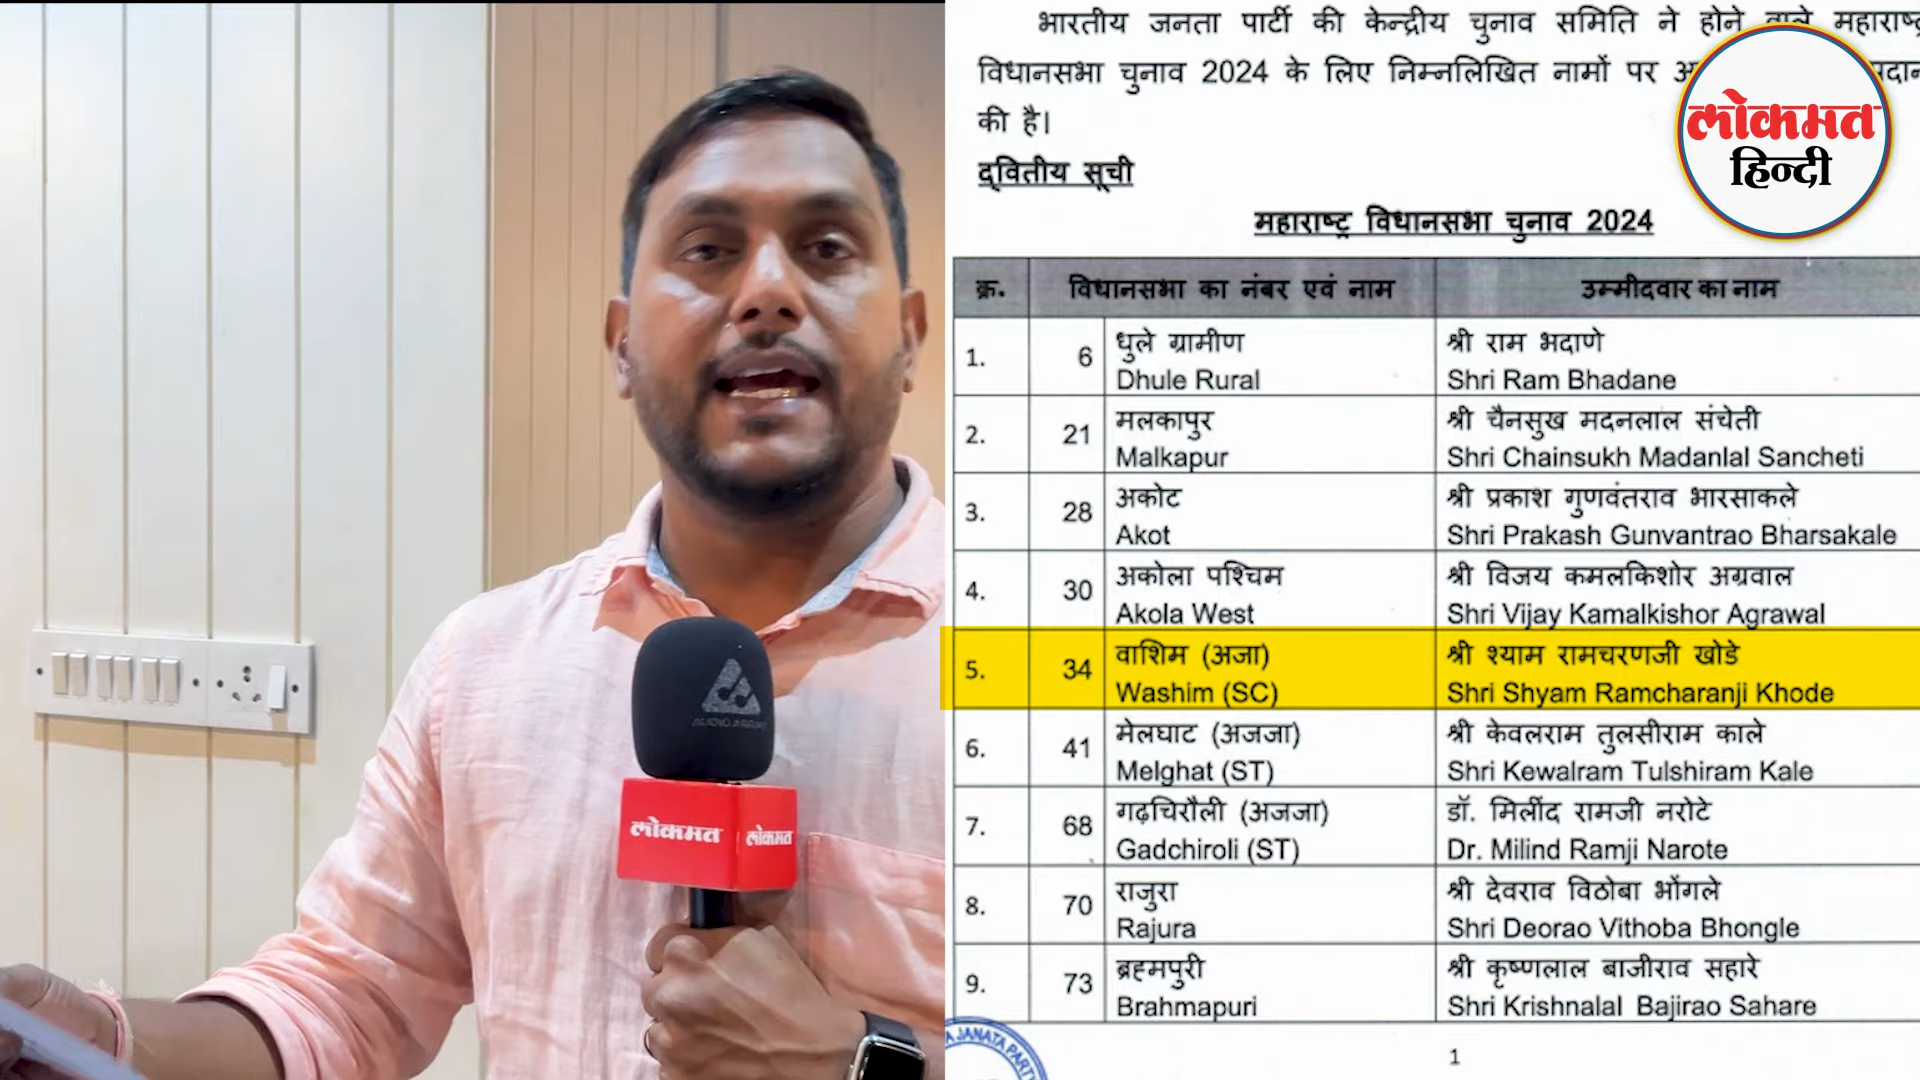 भारतीय जनता पार्टी की केन्द्रीय चुनाव समिति ने होने वाले महाराष्ट्र
विधानसभा चुनाव 2024 के लिए निम्नलिखित नामों पर
की है।
द्वितीय सूची
महाराष्ट्र विधानसभा चुनाव 2024
क्र. विधानसभा का नंबर एवं नाम उम्मीदवार का नाम
1. 6 धुले ग्रामीण श्री राम भदाणे
Dhule Rural Shri Ram Bhadane
2. 21 मलकापुर श्री चैनसुख मदनलाल संचेती
Malkapur Shri Chainsukh Madanlal Sancheti
3. 28 अकोट श्री प्रकाश गुणवंतराव भारसाकले
Akot Shri Prakash Gunvantrao Bharsakale
4. 30 अकोला पश्चिम श्री विजय कमलकिशोर अग्रवाल
Akola West Shri Vijay Kamalkishor Agrawal
5. 34 वाशिम (अजा) श्री श्याम रामचरणजी खोडे
Washim (SC) Shri Shyam Ramcharanji Khode
6. 41 मेलघाट (अजजा) श्री केवलराम तुलसीराम काले
Melghat (ST) Shri Kewalram Tulshiram Kale
7. 68 गढ़चिरौली (अजजा) डॉ. मिलींद रामजी नरोटे
Gadchiroli (ST) Dr. Milind Ramji Narote
8. 70 राजुरा श्री देवराव विठोबा भोंगले
Rajura Shri Deorao Vithoba Bhongle
9. 73 ब्रह्मपुरी श्री कृष्णलाल बाजीराव सहारे
Brahmapuri Shri Krishnalal Bajirao Sahare
1
JANATA PARTY
लोकमत
हिन्दी
AUDIO ARRAY
लोकमत
लोकमत